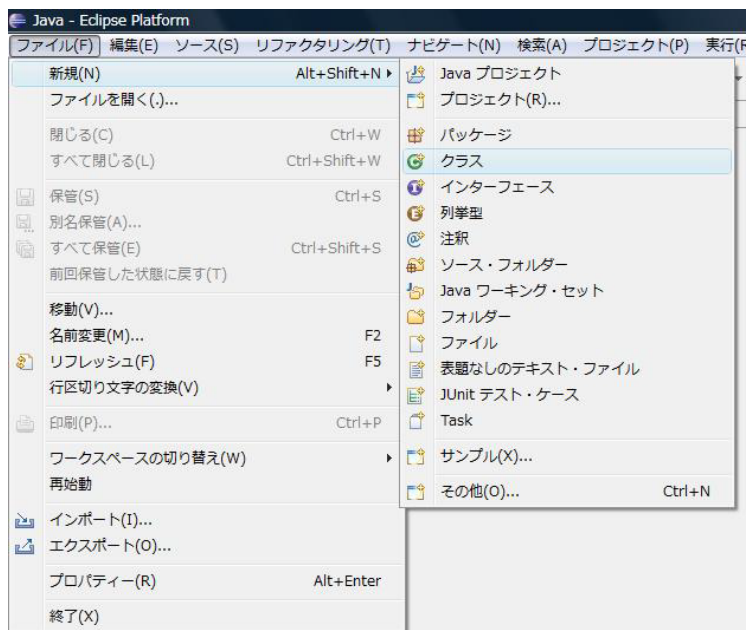 Java - Eclipse Platform
ファイル(F) 編集(E) ソース(S) リファクタリング(T) ナビゲート(N) 検索(A) プロジェクト(P) 実行(R
新規(N) Alt+Shift+N
ファイルを開く(.)...
閉じる(C) Ctrl+W
すべて閉じる(L) Ctrl+Shift+W
保管(S) Ctrl+S
別名保管(A)...
すべて保管(E) Ctrl+Shift+S
前回保管した状態に戻す(T)
移動(V)...
名前変更(M)... F2
リフレッシュ(F) F5
行区切り文字の変換(V)
印刷(P)... Ctrl+P
ワークスペースの切り替え(W)
再始動
インポート(I)...
エクスポート(O)...
プロパティー(R) Alt+Enter
終了(X)
Java プロジェクト
プロジェクト(R)...
パッケージ
クラス
インターフェース
列挙型
注釈
ソース・フォルダー
Java ワーキング・セット
フォルダー
ファイル
表題なしのテキスト・ファイル
JUnit テスト・ケース
Task
サンプル(X)...
その他(O)... Ctrl+N